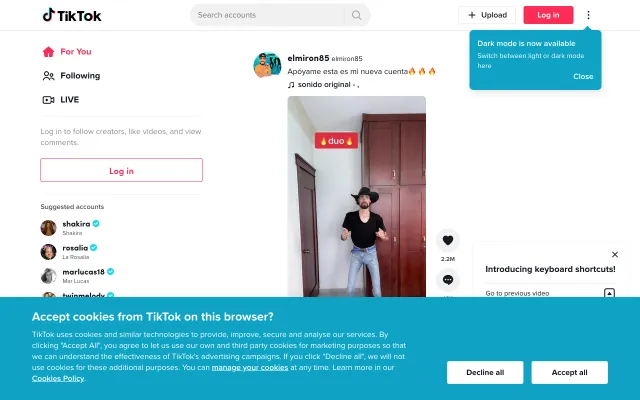 TikTok
Search accounts
Upload
Log in
Dark mode is now available
Switch between light or dark mode
here
Close
For You
Following
LIVE
Log in to follow creators, like videos, and view
comments.
Log in
Suggested accounts
shakira
Shakira
rosalia
La Rosalia
marlucas18
Mar Lucas
twinmelody
elmiron85 elmiron85
Apóyame esta es mi nueva cuenta🔥🔥🔥
♫ sonido original - ,
🔥duo🔥
2.2M
Introducing keyboard shortcuts!
Go to previous video
Accept cookies from TikTok on this browser?
TikTok uses cookies and similar technologies to provide, improve, secure and analyse our services. By
clicking "Accept All", you agree to let us use our own and third party cookies for marketing purposes so that
we can understand the effectiveness of TikTok's advertising campaigns. If you click "Decline all", we will not
use cookies for these additional purposes. You can manage your cookies at any time. Learn more in our
Cookies Policy.
Decline all
Accept all